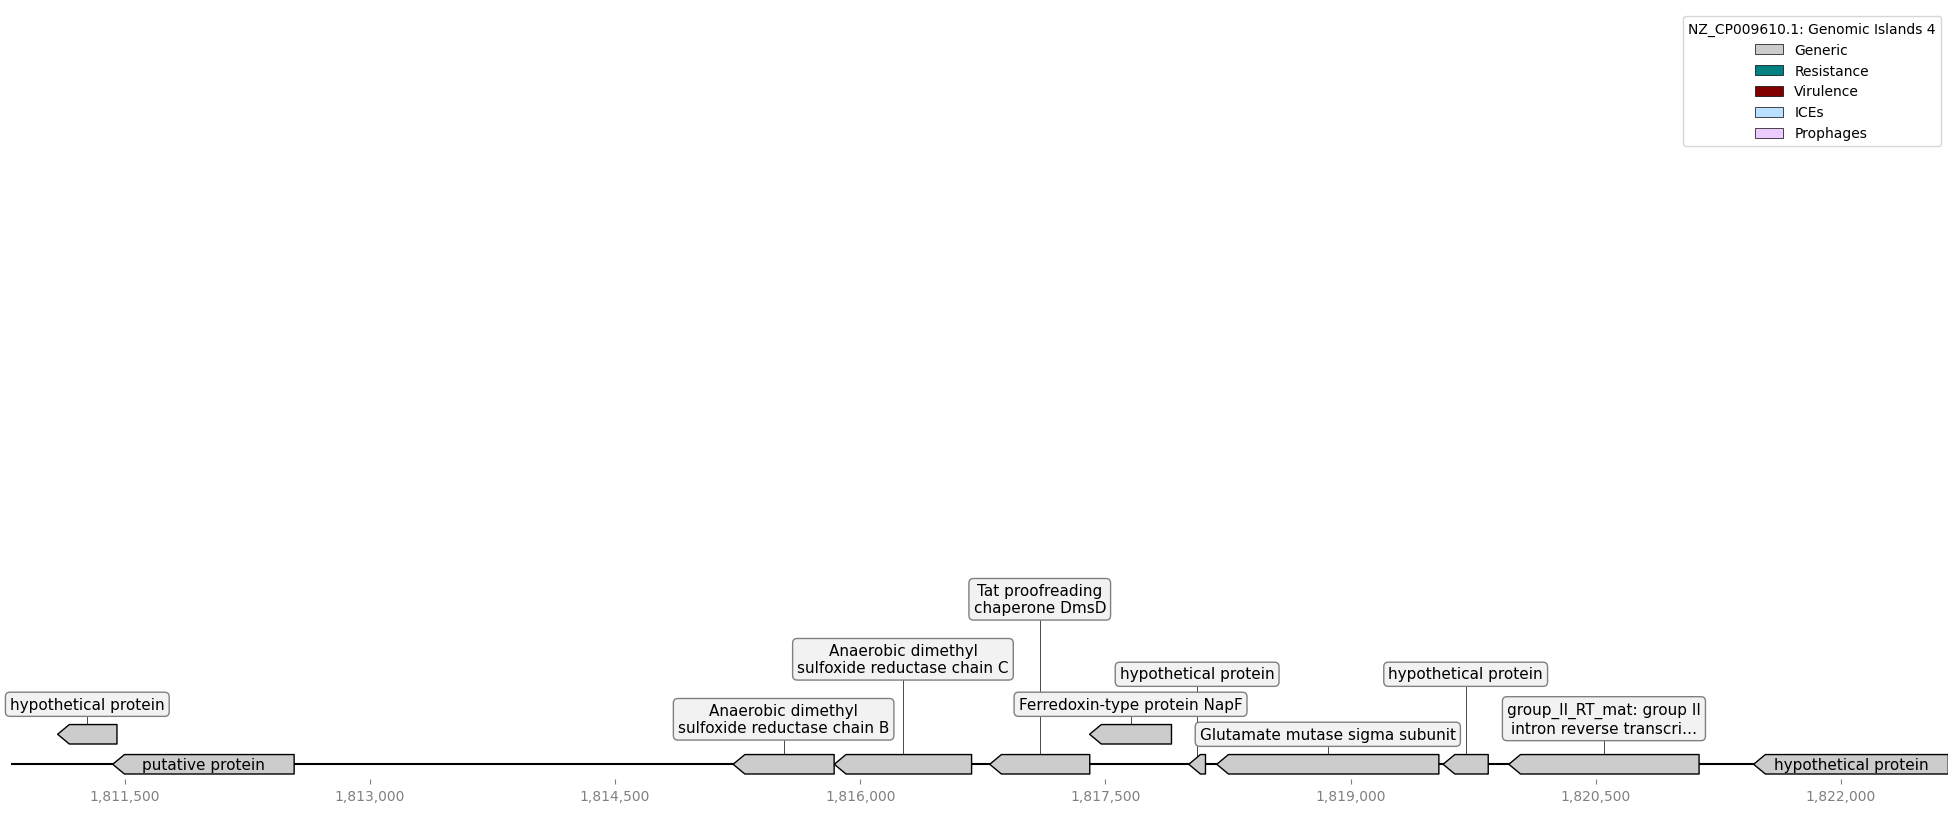 NZ_CP009610.1: Genomic Islands 4
Generic
Resistance
Virulence
ICEs
Prophages
Tat proofreading
chaperone DmsD
Anaerobic dimethyl
sulfoxide reductase chain C
hypothetical protein
hypothetical protein
hypothetical protein
Anaerobic dimethyl
sulfoxide reductase chain B
Ferredoxin-type protein NapF
Glutamate mutase sigma subunit
group_II_RT_mat: group II
intron reverse transcri...
putative protein
hypothetical protein
1,811,500
1,813,000
1,814,500
1,816,000
1,817,500
1,819,000
1,820,500
1,822,000